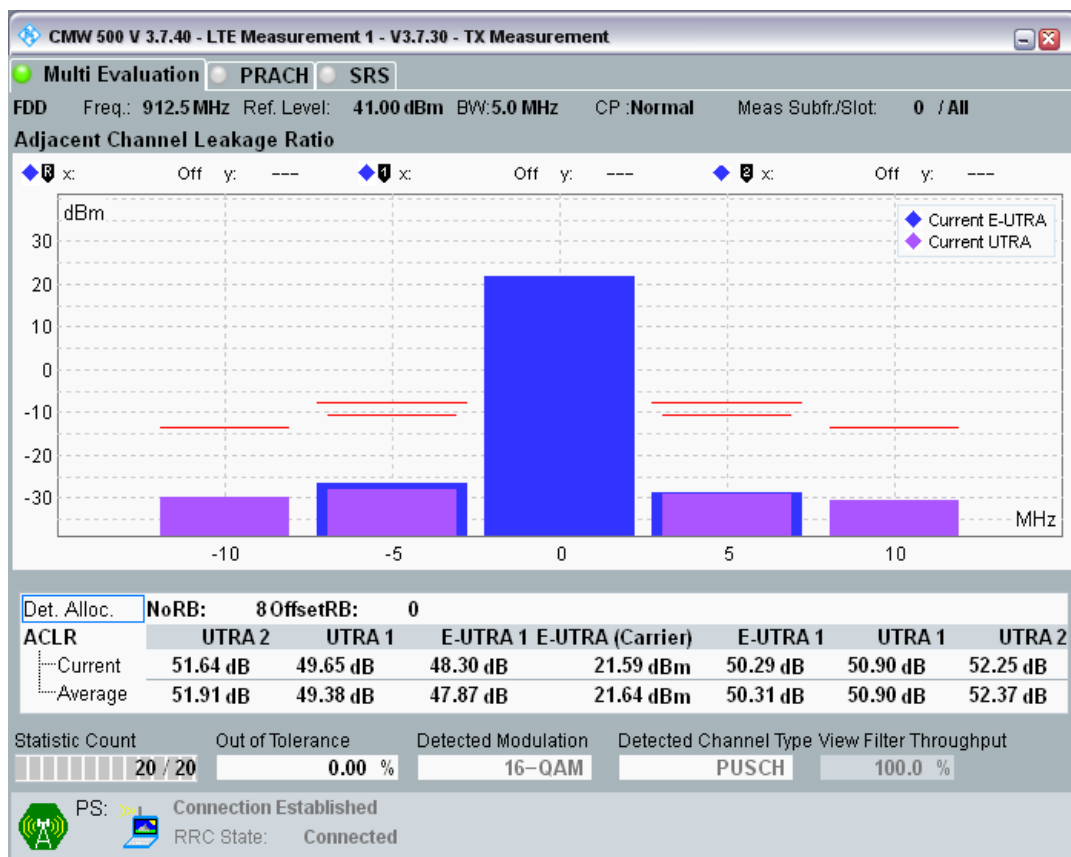 CMW 500 V 3.7.40 - LTE Measurement 1 - V3.7.30 - TX Measurement
Multi Evaluation PRACH SRS
FDD Freq.: 912.5 MHz Ref. Level: 41.00 dBm BW:5.0 MHz CP :Normal Meas Subfr./Slot: 0 / All
Adjacent Channel Leakage Ratio
R x: Off y: --- 1 x: Off y: --- 2 x: Off y: ---
dBm
Current E-UTRA
Current UTRA
30
20
10
0
-10
-20
-30
MHz
-10 -5 0 5 10
Det. Alloc. NoRB: 8 OffsetRB: 0
ACLR UTRA 2 UTRA 1 E-UTRA 1 E-UTRA (Carrier) E-UTRA 1 UTRA 1 UTRA 2
Current 51.64 dB 49.65 dB 48.30 dB 21.59 dBm 50.29 dB 50.90 dB 52.25 dB
Average 51.91 dB 49.38 dB 47.87 dB 21.64 dBm 50.31 dB 50.90 dB 52.37 dB
Statistic Count Out of Tolerance Detected Modulation Detected Channel Type View Filter Throughput
20 / 20 0.00 % 16-QAM PUSCH 100.0 %
PS: Connection Established
RRC State: Connected